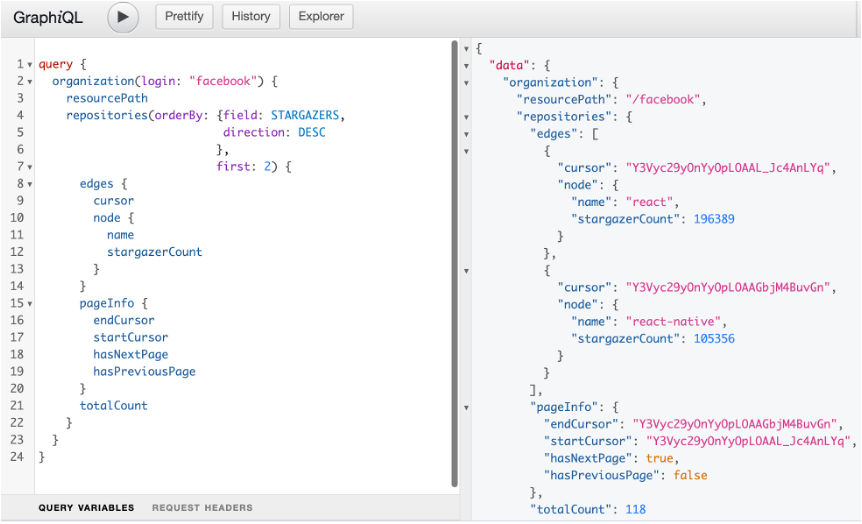 GraphiQL Prettify History Explorer
1 query {
2 organization(login: "facebook") {
3 resourcePath
4 repositories(orderBy: {field: STARGAZERS,
5 direction: DESC
6 },
7 first: 2) {
8 edges {
9 cursor
10 node {
11 name
12 stargazerCount
13 }
14 }
15 pageInfo {
16 endCursor
17 startCursor
18 hasNextPage
19 hasPreviousPage
20 }
21 totalCount
22 }
23 }
24 }
QUERY VARIABLES REQUEST HEADERS
{
"data": {
"organization": {
"resourcePath": "/facebook",
"repositories": {
"edges": [
{
"cursor": "Y3Vyc29yOnYyOpLOAAL_Jc4AnLYq",
"node": {
"name": "react",
"stargazerCount": 196389
}
},
{
"cursor": "Y3Vyc29yOnYyOpLOAAGbjM4BuvGn",
"node": {
"name": "react-native",
"stargazerCount": 105356
}
}
],
"pageInfo": {
"endCursor": "Y3Vyc29yOnYyOpLOAAGbjM4BuvGn",
"startCursor": "Y3Vyc29yOnYyOpLOAAL_Jc4AnLYq",
"hasNextPage": true,
"hasPreviousPage": false
},
"totalCount": 118